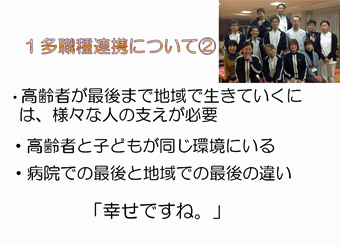 1多職種連携について②
・高齢者が最後まで地域で生きていくに
は、様々な人の支えが必要
・高齢者と子どもが同じ環境にいる
・病院での最後と地域での最後の違い
「幸せですね。」